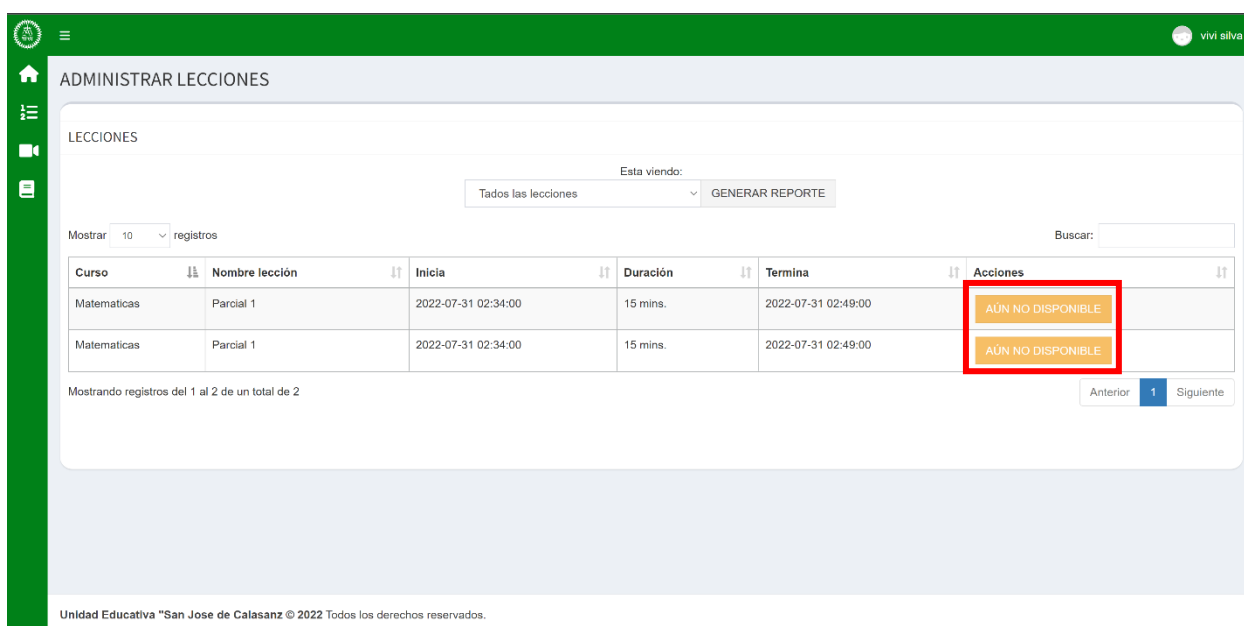 vivi silva
ADMINISTRAR LECCIONES
LECCIONES
Esta viendo:
Tados las lecciones GENERAR REPORTE
Mostrar 10 registros Buscar:
Curso Nombre lección Inicia Duración Termina Acciones
Matematicas Parcial 1 2022-07-31 02:34:00 15 mins. 2022-07-31 02:49:00 AÚN NO DISPONIBLE
Matematicas Parcial 1 2022-07-31 02:34:00 15 mins. 2022-07-31 02:49:00 AÚN NO DISPONIBLE
Mostrando registros del 1 al 2 de un total de 2 Anterior 1 Siguiente
Unidad Educativa "San Jose de Calasanz © 2022 Todos los derechos reservados.